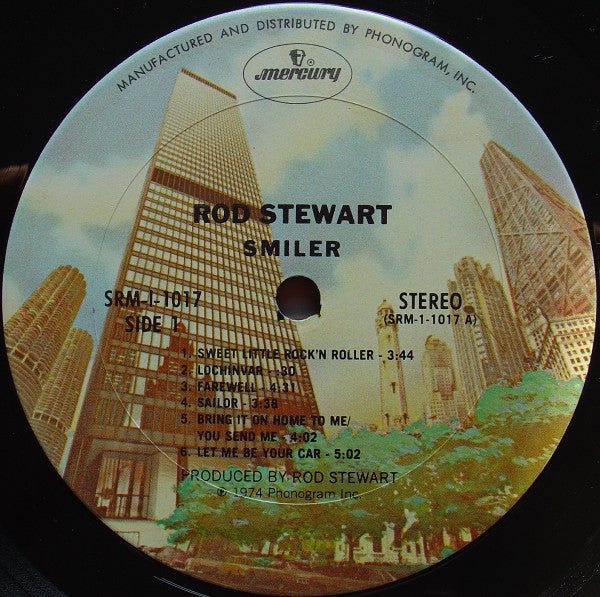 MANUFACTURED AND DISTRIBUTED BY PHONOGRAM, INC.
mercury
®
ROD STEWART
SMILER
SRM-1-1017
SIDE 1
STEREO
(SRM-1-1017 A)
1. SWEET LITTLE ROCK'N ROLLER - 3:44
2. LOCHINVAR - :30
3. FAREWELL - 4:31
4. SAILOR - 3:38
5. BRING IT ON HOME TO ME/
YOU SEND ME - 4:02
6. LET ME BE YOUR CAR - 5:02
PRODUCED BY ROD STEWART
℗ 1974 Phonogram Inc.